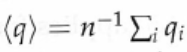 ⟨q⟩ = n⁻¹ ∑ᵢ qᵢ